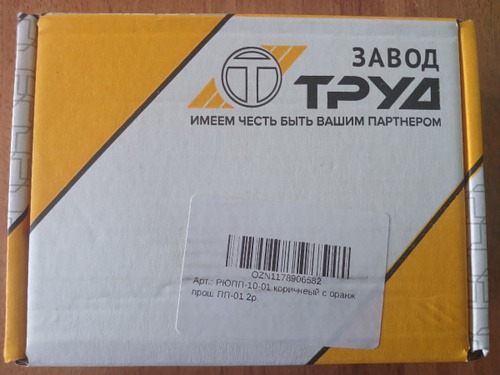 ЗАВОД
ТРУД
ИМЕЕМ ЧЕСТЬ БЫТЬ ВАШИМ ПАРТНЕРОМ
OZN1178906582
Арт.: РЮПП-10-01 коричневый с оранж
прош ПП-01 2р.